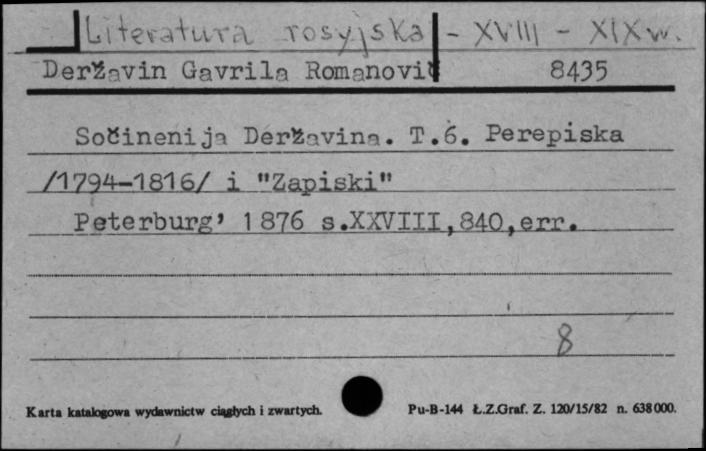 Literatura rosyjska - XVIII - XIX w.
Deržavin Gavrila Romanovič 8435
Sočinenija Deržavina. T.6. Perepiska
/1794-1816/ i "Zapiski"
Peterburg' 1876 s.XXVIII,840,err.
8
Karta katalogowa wydawnictw ciągłych i zwartych. Pu-B-144 Ł.Z.Graf. Z. 120/15/82 n. 638000.